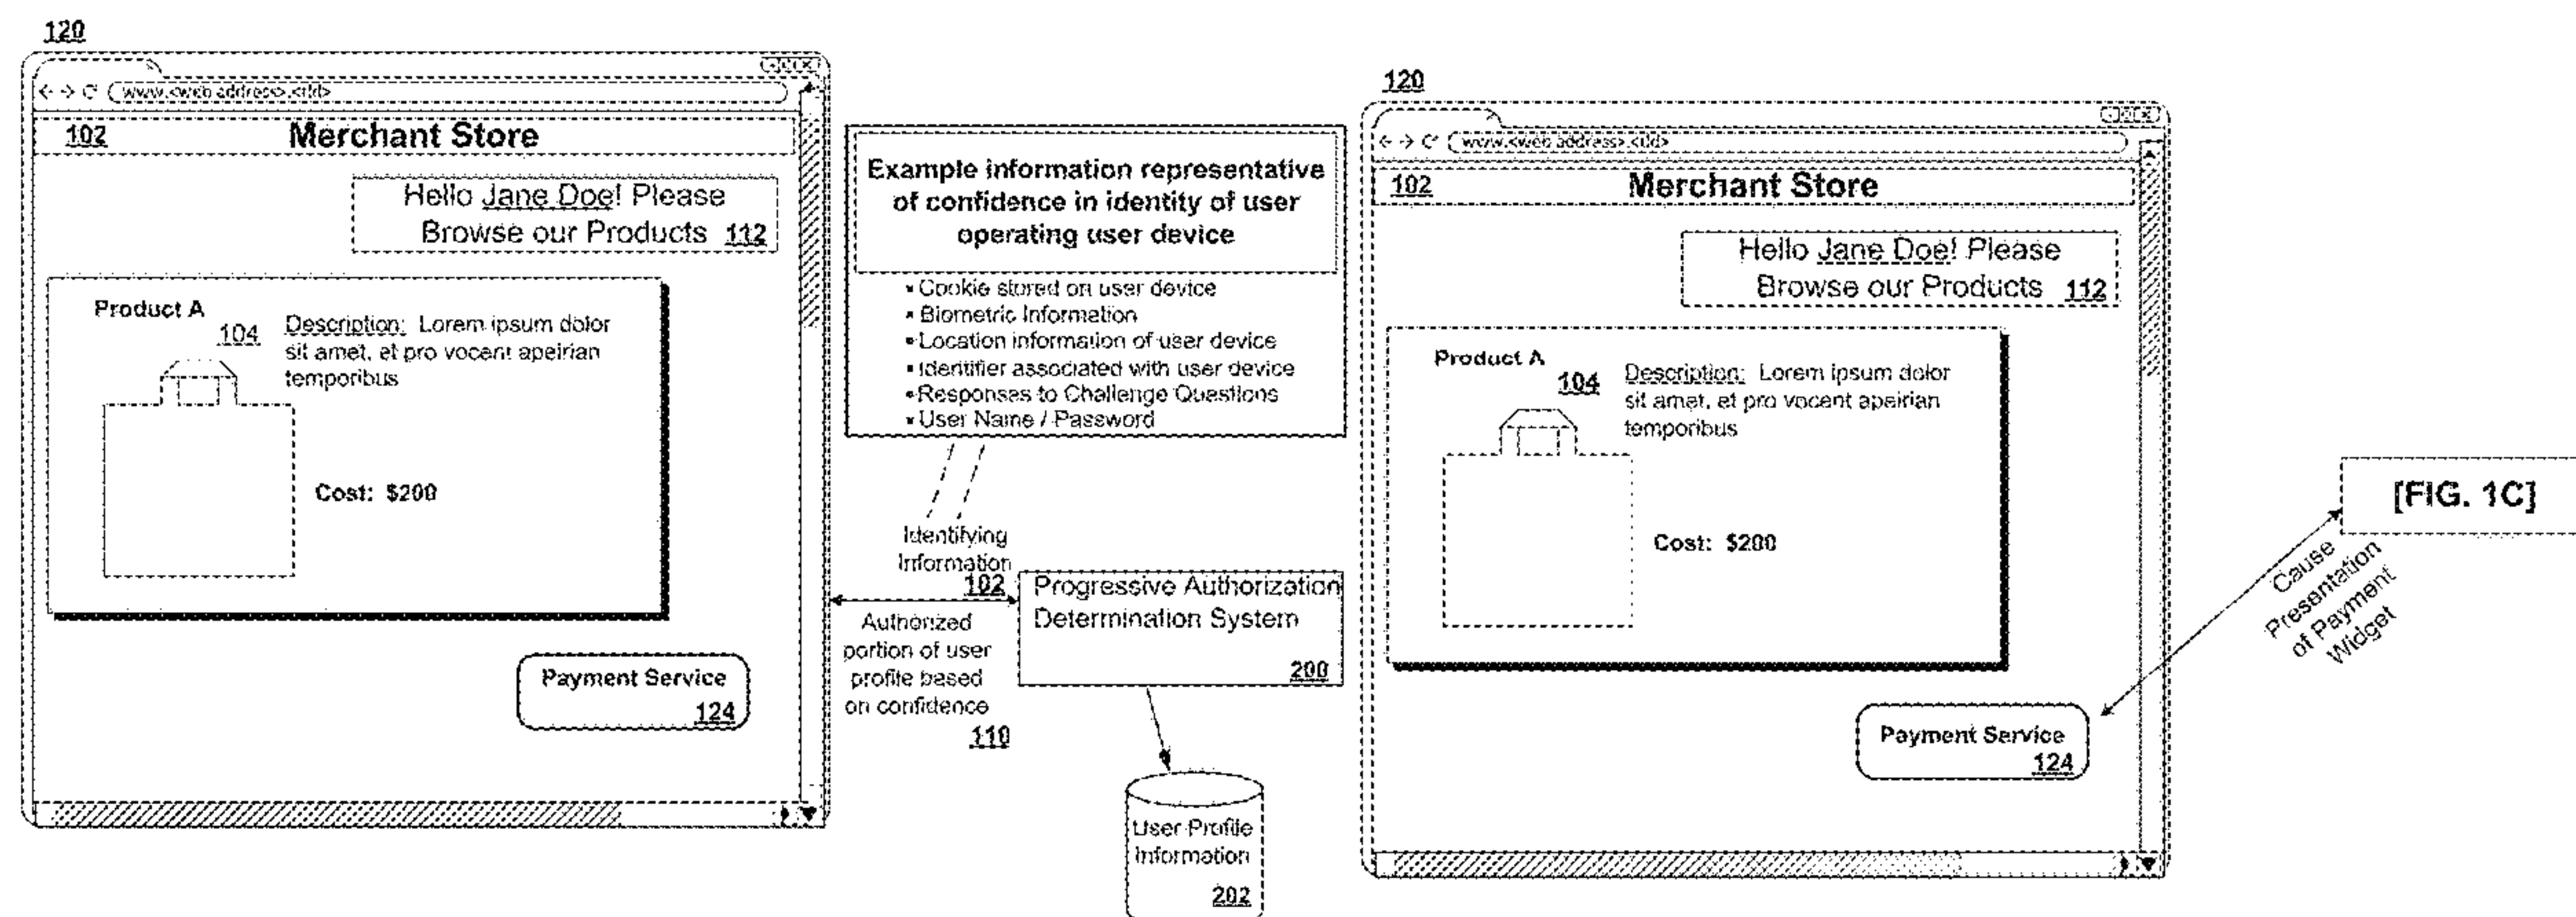 120
www.<web address>.<tld>
102 Merchant Store
Hello Jane Doe! Please
Browse our Products 112
Product A
104
Description: Lorem ipsum dolor
sit amet, et pro vocent apeirian
temporibus
Cost: $200
Payment Service
124
Example information representative
of confidence in identity of user
operating user device
• Cookie stored on user device
• Biometric Information
• Location information of user device
• Identifier associated with user device
• Responses to Challenge Questions
• User Name / Password
Identifying
Information
102
Authorized
portion of user
profile based
on confidence
110
Progressive Authorization
Determination System
200
User Profile
Information
202
120
www.<web address>.<tld>
102 Merchant Store
Hello Jane Doe! Please
Browse our Products 112
Product A
104
Description: Lorem ipsum dolor
sit amet, et pro vocent apeirian
temporibus
Cost: $200
Payment Service
124
Cause
Presentation
of Payment
Widget
[FIG. 1C]